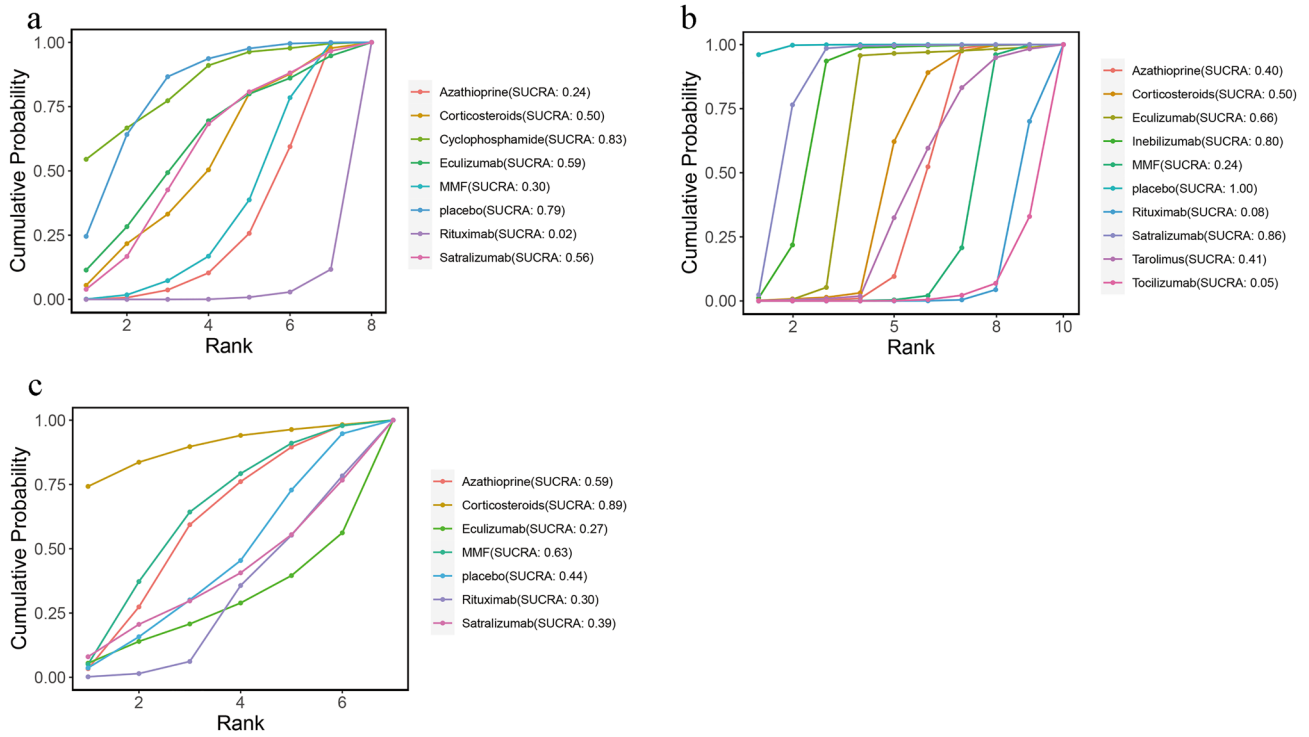 a
Cumulative Probability
1.00
0.75
0.50
0.25
0.00
2
4
6
8
Rank
Azathioprine(SUCRA: 0.24)
Corticosteroids(SUCRA: 0.50)
Cyclophosphamide(SUCRA: 0.83)
Eculizumab(SUCRA: 0.59)
MMF(SUCRA: 0.30)
placebo(SUCRA: 0.79)
Rituximab(SUCRA: 0.02)
Satralizumab(SUCRA: 0.56)
b
Cumulative Probability
1.00
0.75
0.50
0.25
0.00
2
5
8
10
Rank
Azathioprine(SUCRA: 0.40)
Corticosteroids(SUCRA: 0.50)
Eculizumab(SUCRA: 0.66)
Inebilizumab(SUCRA: 0.80)
MMF(SUCRA: 0.24)
placebo(SUCRA: 1.00)
Rituximab(SUCRA: 0.08)
Satralizumab(SUCRA: 0.86)
Tarolimus(SUCRA: 0.41)
Tocilizumab(SUCRA: 0.05)
c
Cumulative Probability
1.00
0.75
0.50
0.25
0.00
2
4
6
Rank
Azathioprine(SUCRA: 0.59)
Corticosteroids(SUCRA: 0.89)
Eculizumab(SUCRA: 0.27)
MMF(SUCRA: 0.63)
placebo(SUCRA: 0.44)
Rituximab(SUCRA: 0.30)
Satralizumab(SUCRA: 0.39)